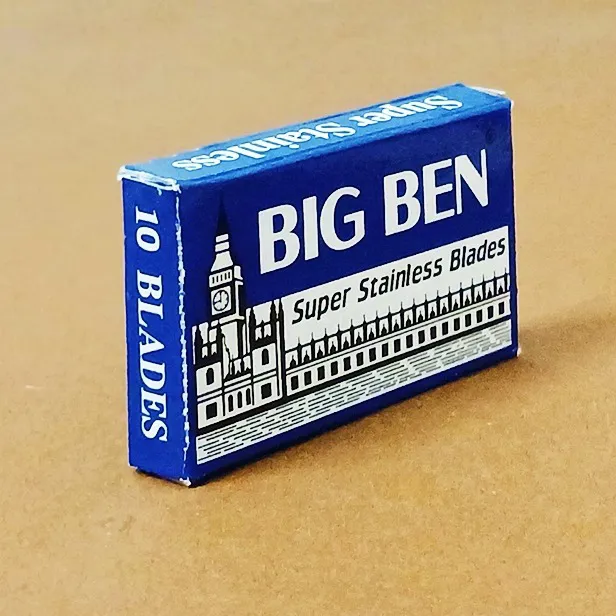 Super Stainless
BIG BEN
Super Stainless Blades
10 BLADES